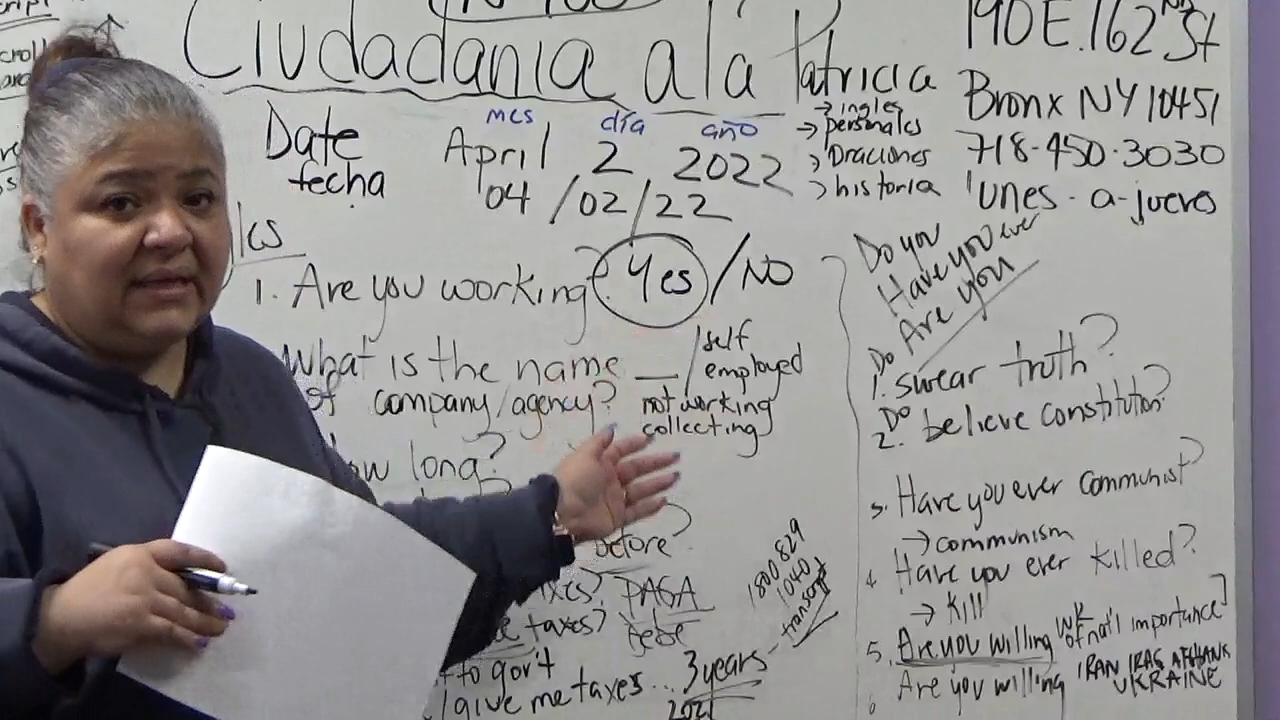 N-400
Ciudadania a la Patricia
Date
fecha
mes día año
April 2 2022
04/02/22
→ ingles
→ personales
> Oraciones
> historia
190 E. 162nd St
Bronx NY 10451
718-450-3030
lunes - a - jueves
1. Are you working? Yes / No
What is the name
of company/agency?
/self
employed
not working
collecting
ow long?
before?
xes? PAGA
taxes? debe
to gov't
/give me taxes... 3 years
2021
1800 829
1040
transcript
Do you
Have you ever
Are you
Do
1. swear truth?
Do
2. believe constitution?
3. Have you ever communist?
→ communism
4. Have you ever killed?
→ Kill
5. Are you willing wk of nat'l importance]
6 Are you willing IRAN IRAQ AFGHANS
UKRAINE